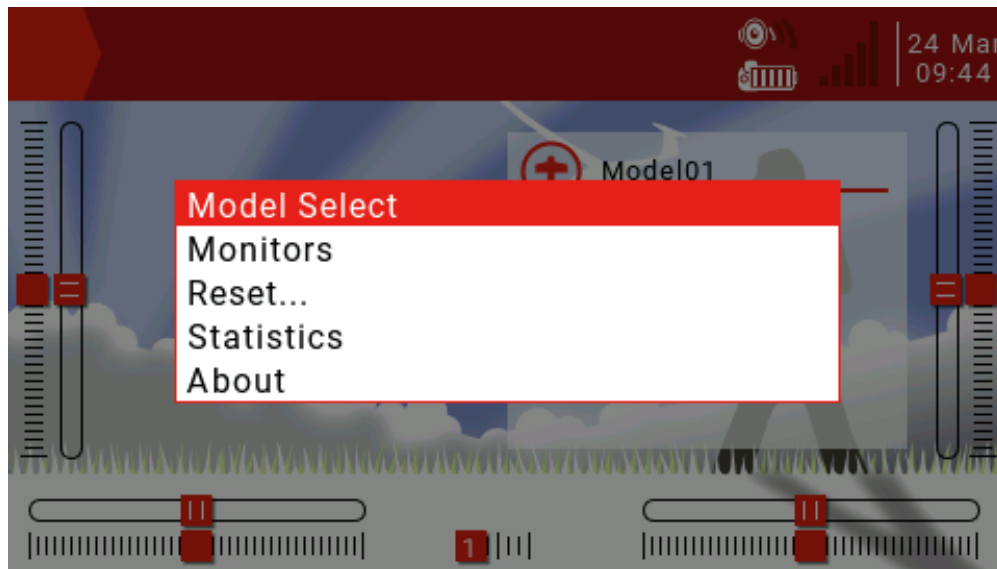 24 Mar
09:44
Model01
Model Select
Monitors
Reset...
Statistics
About
1